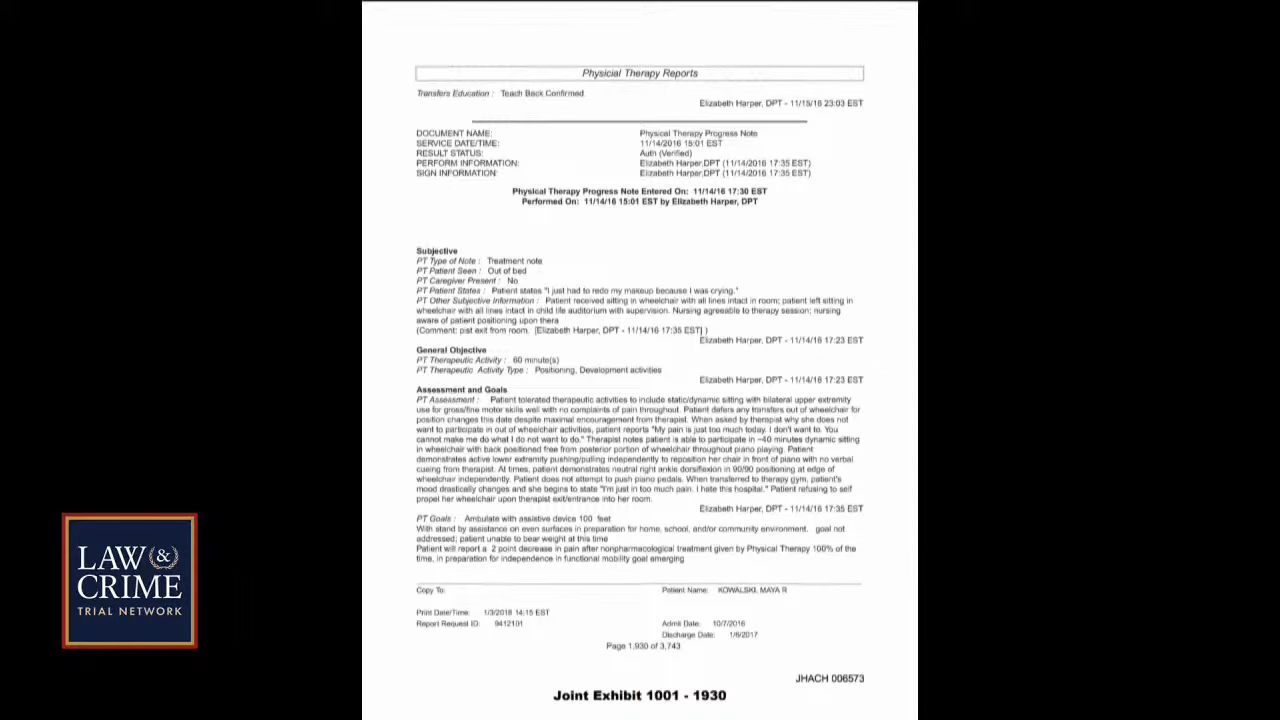 Physicial Therapy Reports
Transfers Education : Teach Back Confirmed
Elizabeth Harper, DPT - 11/15/16 23:03 EST
DOCUMENT NAME: Physical Therapy Progress Note
SERVICE DATE/TIME: 11/14/2016 15:01 EST
RESULT STATUS: Auth (Verified)
PERFORM INFORMATION: Elizabeth Harper,DPT (11/14/2016 17:35 EST)
SIGN INFORMATION: Elizabeth Harper,DPT (11/14/2016 17:35 EST)
Physical Therapy Progress Note Entered On: 11/14/16 17:30 EST
Performed On: 11/14/16 15:01 EST by Elizabeth Harper, DPT
Subjective
PT Type of Note : Treatment note
PT Patient Seen : Out of bed
PT Caregiver Present : No
PT Patient States : Patient states "I just had to redo my makeup because I was crying."
PT Other Subjective Information : Patient received sitting in wheelchair with all lines intact in room; patient left sitting in
wheelchair with all lines intact in child life auditorium with supervision. Nursing agreeable to therapy session; nursing
aware of patient positioning upon thera
(Comment: pist exit from room. [Elizabeth Harper, DPT - 11/14/16 17:35 EST] )
Elizabeth Harper, DPT - 11/14/16 17:23 EST
General Objective
PT Therapeutic Activity : 60 minute(s)
PT Therapeutic Activity Type : Positioning, Development activities
Elizabeth Harper, DPT - 11/14/16 17:23 EST
Assessment and Goals
PT Assessment : Patient tolerated therapeutic activities to include static/dynamic sitting with bilateral upper extremity
use for gross/fine motor skills well with no complaints of pain throughout. Patient defers any transfers out of wheelchair for
position changes this date despite maximal encouragement from therapist. When asked by therapist why she does not
want to participate in out of wheelchair activities, patient reports "My pain is just too much today. I don't want to. You
cannot make me do what I do not want to do." Therapist notes patient is able to participate in ~40 minutes dynamic sitting
in wheelchair with back positioned free from posterior portion of wheelchair throughout piano playing. Patient
demonstrates active lower extremity pushing/pulling independently to reposition her chair in front of piano with no verbal
cueing from therapist. At times, patient demonstrates neutral right ankle dorsiflexion in 90/90 positioning at edge of
wheelchair independently. Patient does not attempt to push piano pedals. When transferred to therapy gym, patient's
mood drastically changes and she begins to state "I'm just in too much pain. I hate this hospital." Patient refusing to self
propel her wheelchair upon therapist exit/entrance into her room.
Elizabeth Harper, DPT - 11/14/16 17:35 EST
PT Goals : Ambulate with assistive device 100 feet
With stand by assistance on even surfaces in preparation for home, school, and/or community environment. goal not
addressed; patient unable to bear weight at this time
Patient will report a 2 point decrease in pain after nonpharmacological treatment given by Physical Therapy 100% of the
time, in preparation for independence in functional mobility goal emerging
Copy To: Patient Name: KOWALSKI, MAYA R
Print Date/Time: 1/3/2018 14:15 EST
Report Request ID: 9412101 Admit Date: 10/7/2016
Discharge Date: 1/6/2017
Page 1,930 of 3,743
JHACH 006573
Joint Exhibit 1001 - 1930
LAW & CRIME
TRIAL NETWORK